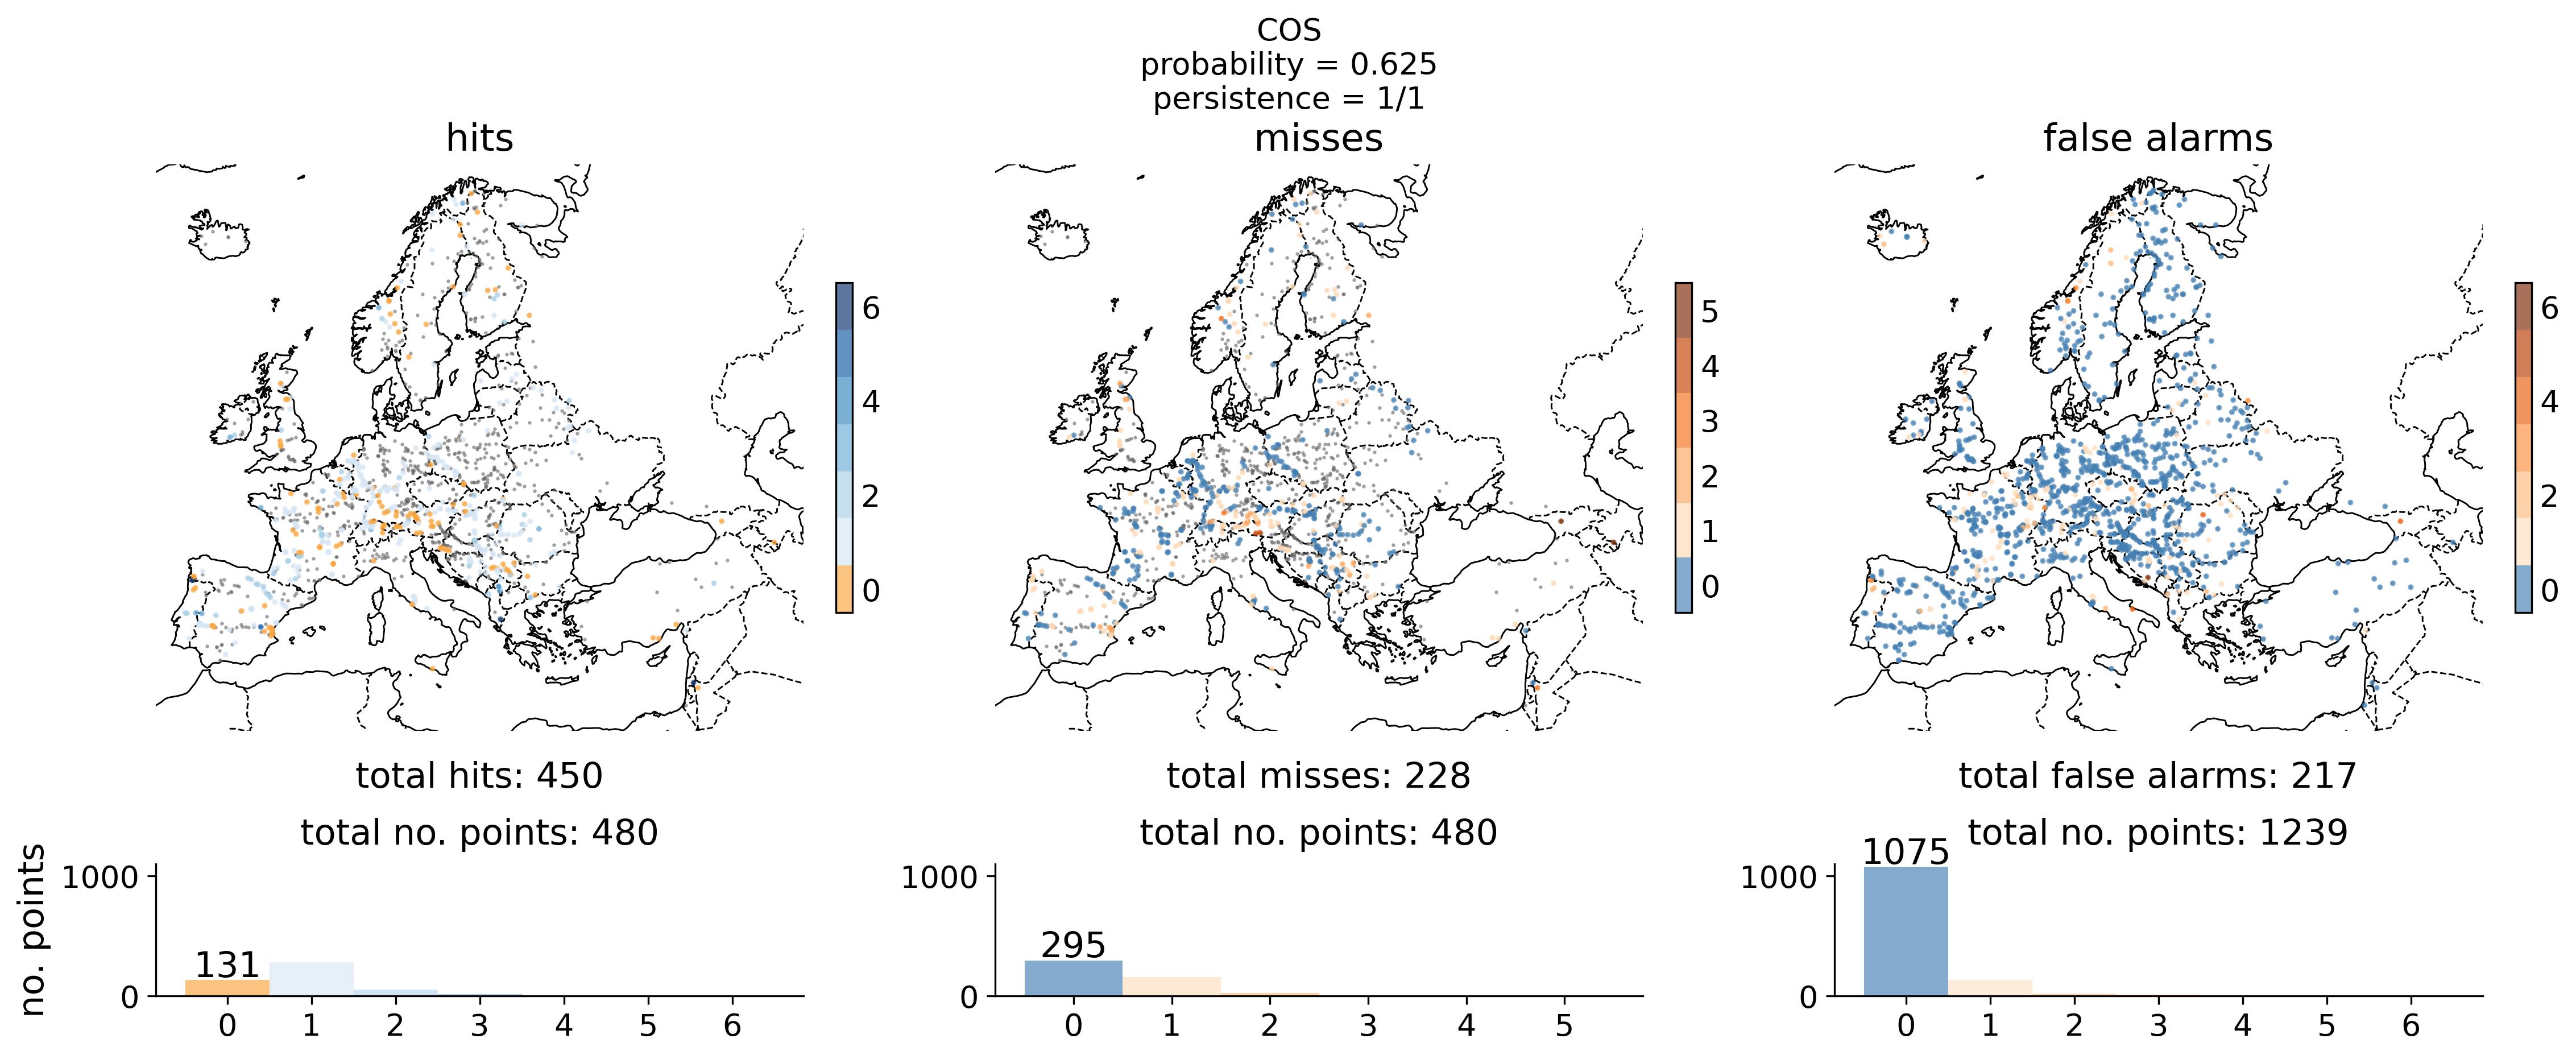 COS
probability = 0.625
persistence = 1/1
hits
misses
false alarms
6
4
2
0
5
4
3
2
1
0
6
4
2
0
total hits: 450
total misses: 228
total false alarms: 217
total no. points: 480
total no. points: 480
total no. points: 1239
no. points
1000
0
131
0 1 2 3 4 5 6
1000
0
295
0 1 2 3 4 5
1000
0
1075
0 1 2 3 4 5 6